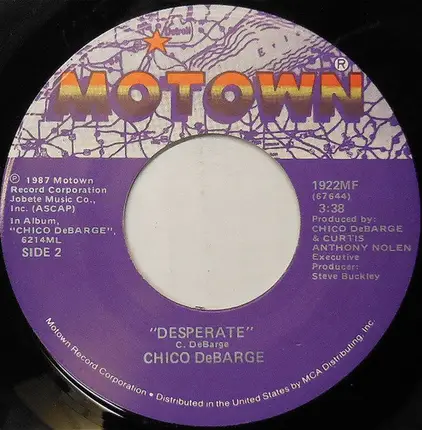 Detroit
E r i
MOTOWN®
℗ 1987 Motown
Record Corporation
Jobete Music Co.,
Inc. (ASCAP)
In Album,
"CHICO DeBARGE",
6214ML
SIDE 2
1922MF
(67644)
3:38
Produced by:
CHICO DeBARGE
& CURTIS
ANTHONY NOLEN
Executive
Producer:
Steve Buckley
"DESPERATE"
C. DeBarge
CHICO DeBARGE
Motown Record Corporation • Distributed in the United States by MCA Distributing, Inc.